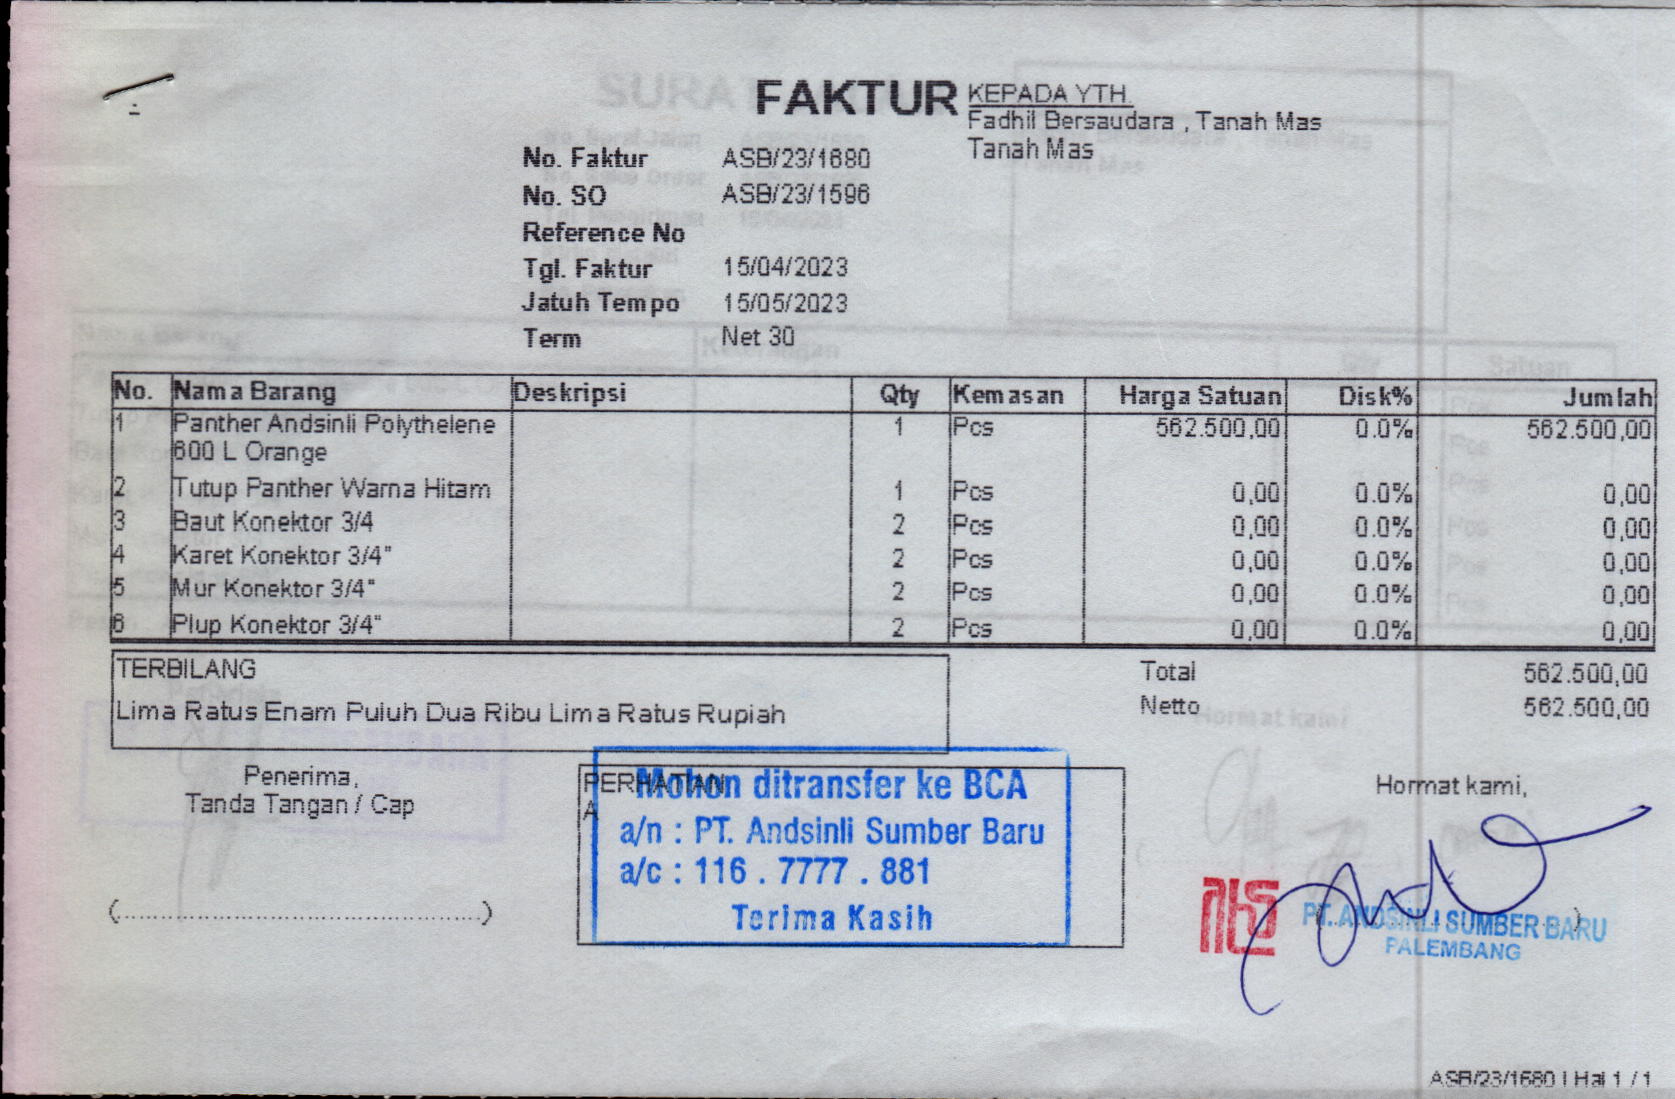 FAKTUR
KEPADA YTH.
Fadhil Bersaudara , Tanah Mas
Tanah Mas
No. Faktur ASB/23/1680
No. SO ASB/23/1596
Reference No
Tgl. Faktur 15/04/2023
Jatuh Tempo 15/05/2023
Term Net 30
No. Nama Barang Deskripsi Qty Kemasan Harga Satuan Disk% Jumlah
1 Panther Andsinli Polythelene 1 Pcs 562.500,00 0.0% 562.500,00
600 L Orange
2 Tutup Panther Warna Hitam 1 Pcs 0,00 0.0% 0,00
3 Baut Konektor 3/4 2 Pcs 0,00 0.0% 0,00
4 Karet Konektor 3/4" 2 Pcs 0,00 0.0% 0,00
5 Mur Konektor 3/4" 2 Pcs 0,00 0.0% 0,00
6 Plup Konektor 3/4" 2 Pcs 0,00 0.0% 0,00
TERBILANG
Lima Ratus Enam Puluh Dua Ribu Lima Ratus Rupiah
Total 562.500,00
Netto 562.500,00
Penerima,
Tanda Tangan / Cap
(............................................)
PERHATIAN
A
Mohon ditransfer ke BCA
a/n : PT. Andsinli Sumber Baru
a/c : 116 . 7777 . 881
Terima Kasih
Hormat kami,
PT. ANDSINLI SUMBER BARU
PALEMBANG
ASB/23/1680 | Hal 1 / 1